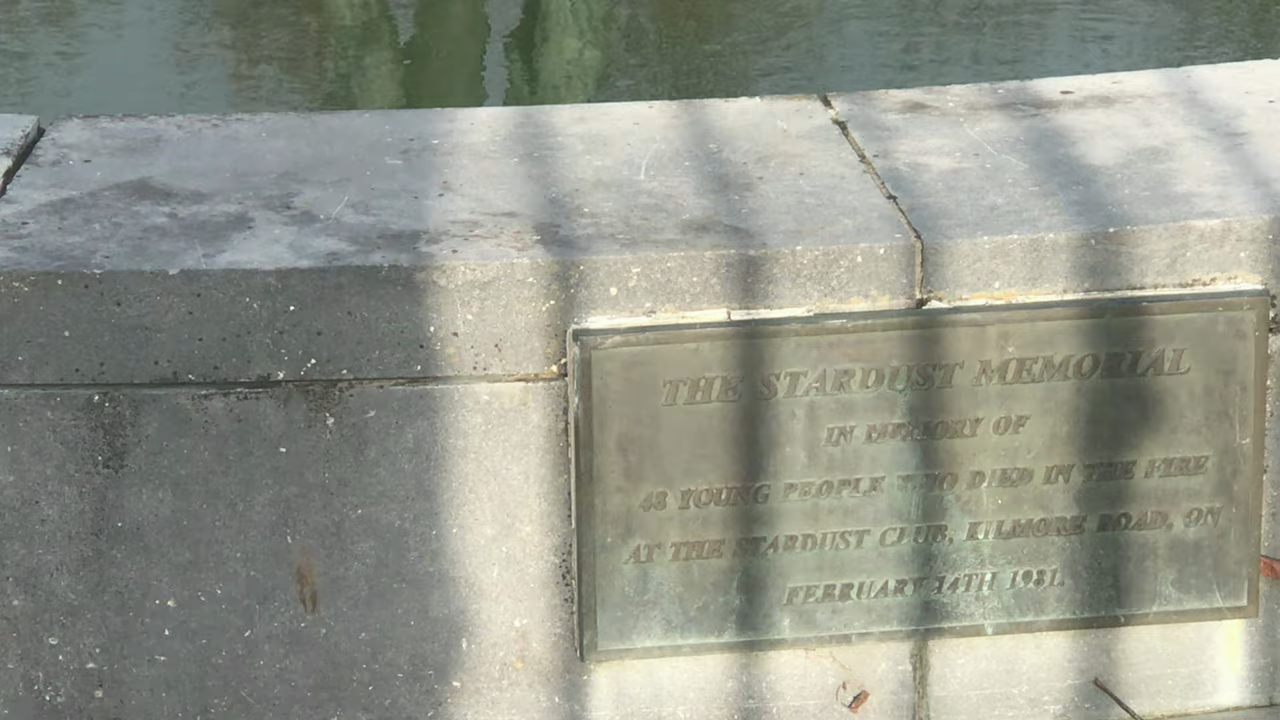 THE STARDUST MEMORIAL
IN MEMORY OF
48 YOUNG PEOPLE WHO DIED IN THE FIRE
AT THE STARDUST CLUB, KILMORE ROAD, ON
FEBRUARY 14TH 1981.